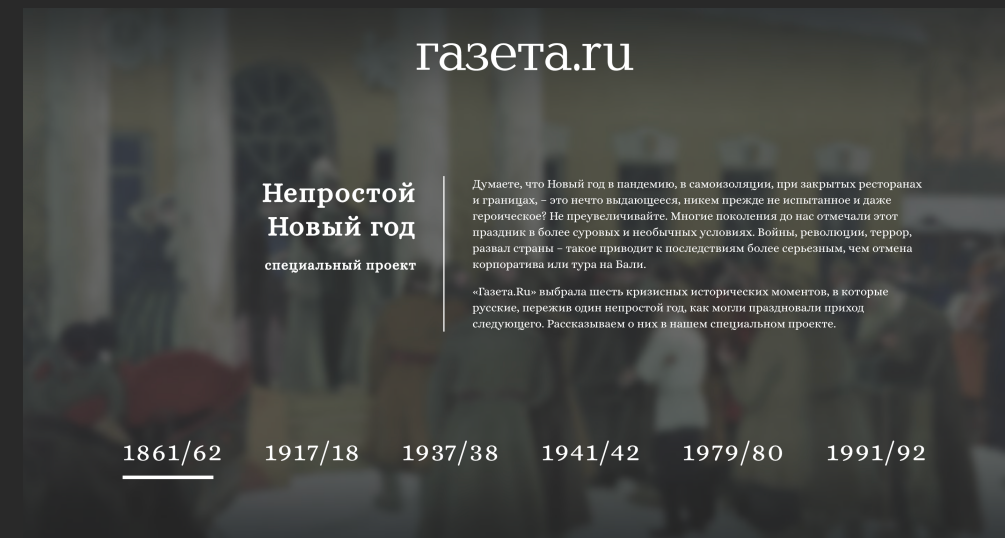 газета.ru
Непростой
Новый год
специальный проект
Думаете, что Новый год в пандемию, в самоизоляции, при закрытых ресторанах
и границах, – это нечто выдающееся, никем прежде не испытанное и даже
героическое? Не преувеличивайте. Многие поколения до нас отмечали этот
праздник в более суровых и необычных условиях. Войны, революции, террор,
развал страны – такое приводит к последствиям более серьезным, чем отмена
корпоратива или тура на Бали.
«Газета.Ru» выбрала шесть кризисных исторических моментов, в которые
русские, пережив один непростой год, как могли праздновали приход
следующего. Рассказываем о них в нашем специальном проекте.
1861/62 1917/18 1937/38 1941/42 1979/80 1991/92